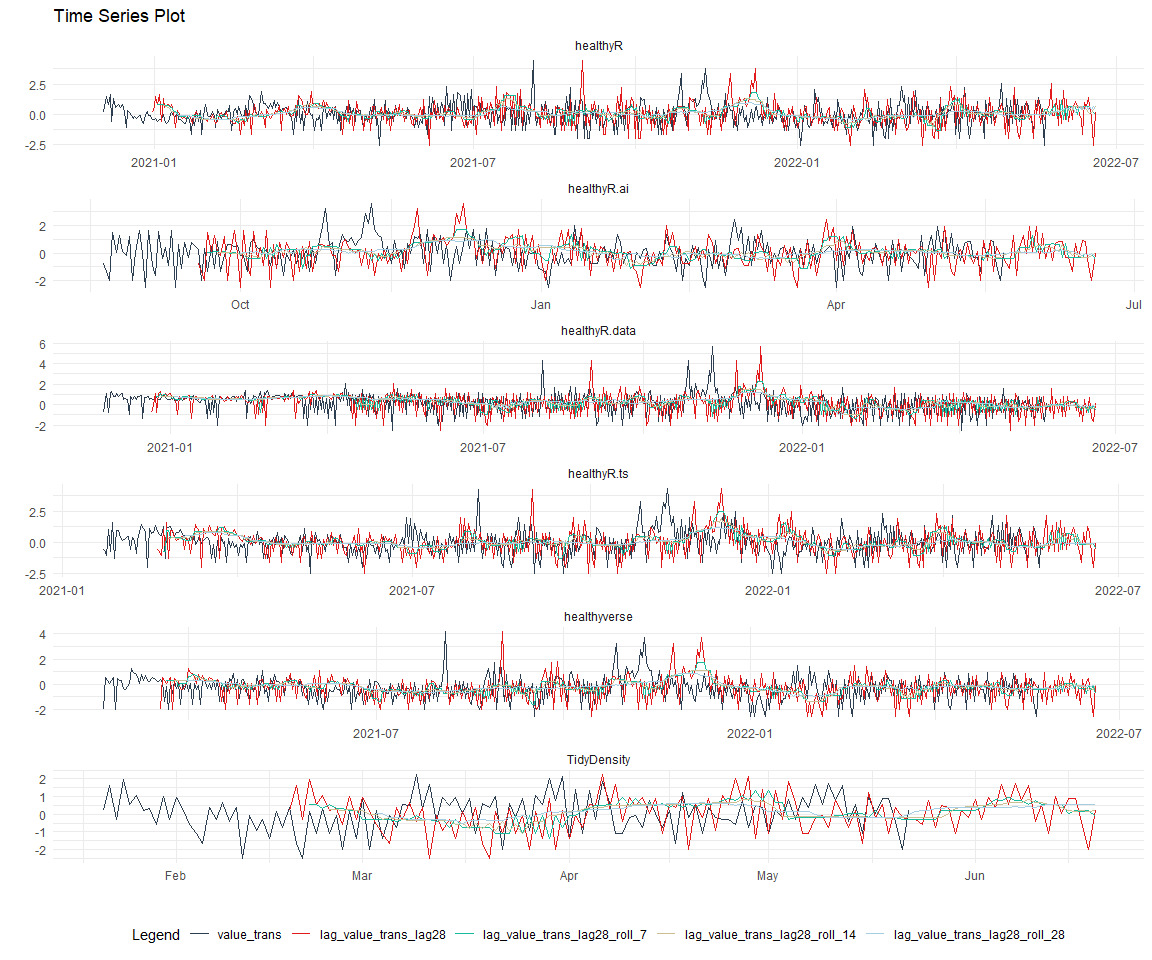 Time Series Plot
healthyR
2.5
0.0
-2.5
2021-01 2021-07 2022-01 2022-07
healthyR.ai
2
0
-2
Oct Jan Apr Jul
healthyR.data
6
4
2
0
-2
2021-01 2021-07 2022-01 2022-07
healthyR.ts
2.5
0.0
-2.5
2021-01 2021-07 2022-01 2022-07
healthyverse
4
2
0
-2
2021-07 2022-01 2022-07
TidyDensity
2
1
0
-1
-2
Feb Mar Apr May Jun
Legend value_trans lag_value_trans_lag28 lag_value_trans_lag28_roll_7 lag_value_trans_lag28_roll_14 lag_value_trans_lag28_roll_28